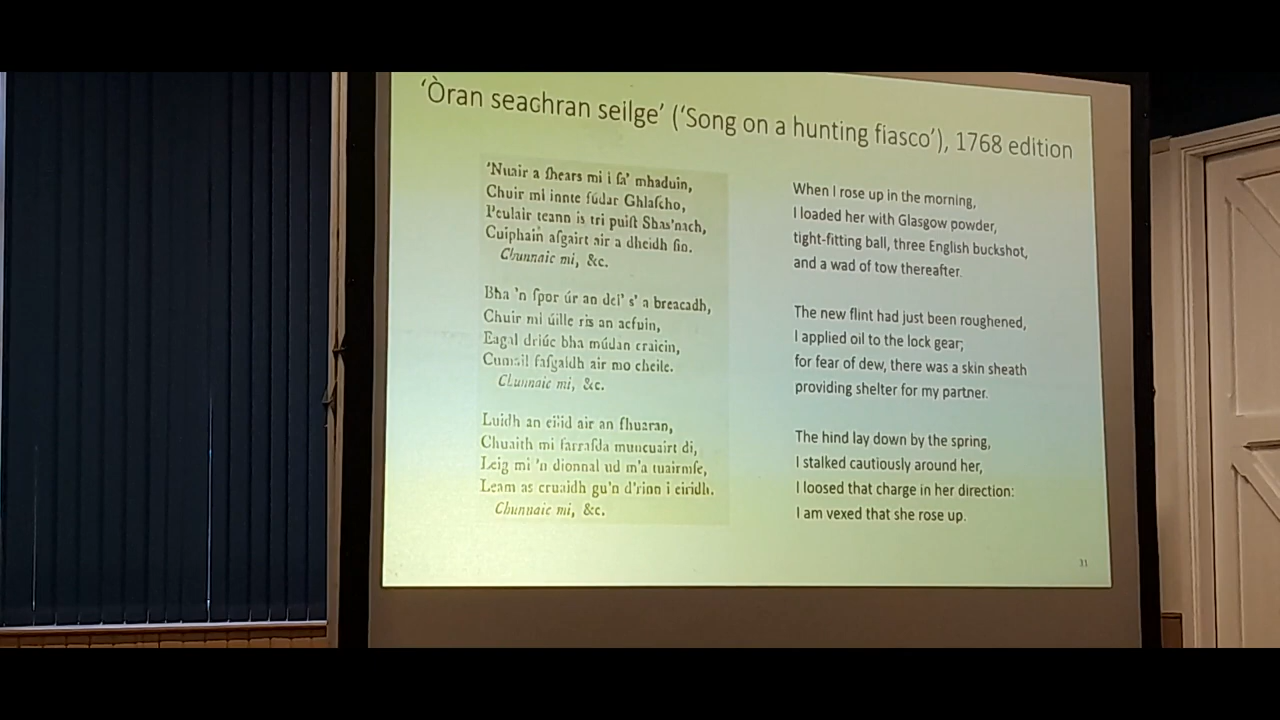 ‘Òran seachran seilge’ (‘Song on a hunting fiasco’), 1768 edition
'Nuair a ſhears mi i ſa' mhaduin,
Chuir mi innte fúdar Ghlaſcho,
Peulair teann is tri puiſt Shas'nach,
Cuiphain aſgairt air a dheidh ſin.
Chunnaic mi, &c.
Bha 'n ſpor úr an dei' s' a breacadh,
Chuir mi úille ris an acfuin,
Eagal driúc bha múdan craicin,
Cumail faſgaidh air mo cheile.
Chunnaic mi, &c.
Luidh an eilid air an fhuaran,
Chuaith mi farraſda muncuairt di,
Leig mi 'n dionnal ud m'a tuairmſe,
Leam as cruaidh gu'n d'rinn i eiridh.
Chunnaic mi, &c.
When I rose up in the morning,
I loaded her with Glasgow powder,
tight-fitting ball, three English buckshot,
and a wad of tow thereafter.
The new flint had just been roughened,
I applied oil to the lock gear;
for fear of dew, there was a skin sheath
providing shelter for my partner.
The hind lay down by the spring,
I stalked cautiously around her,
I loosed that charge in her direction:
I am vexed that she rose up.
31